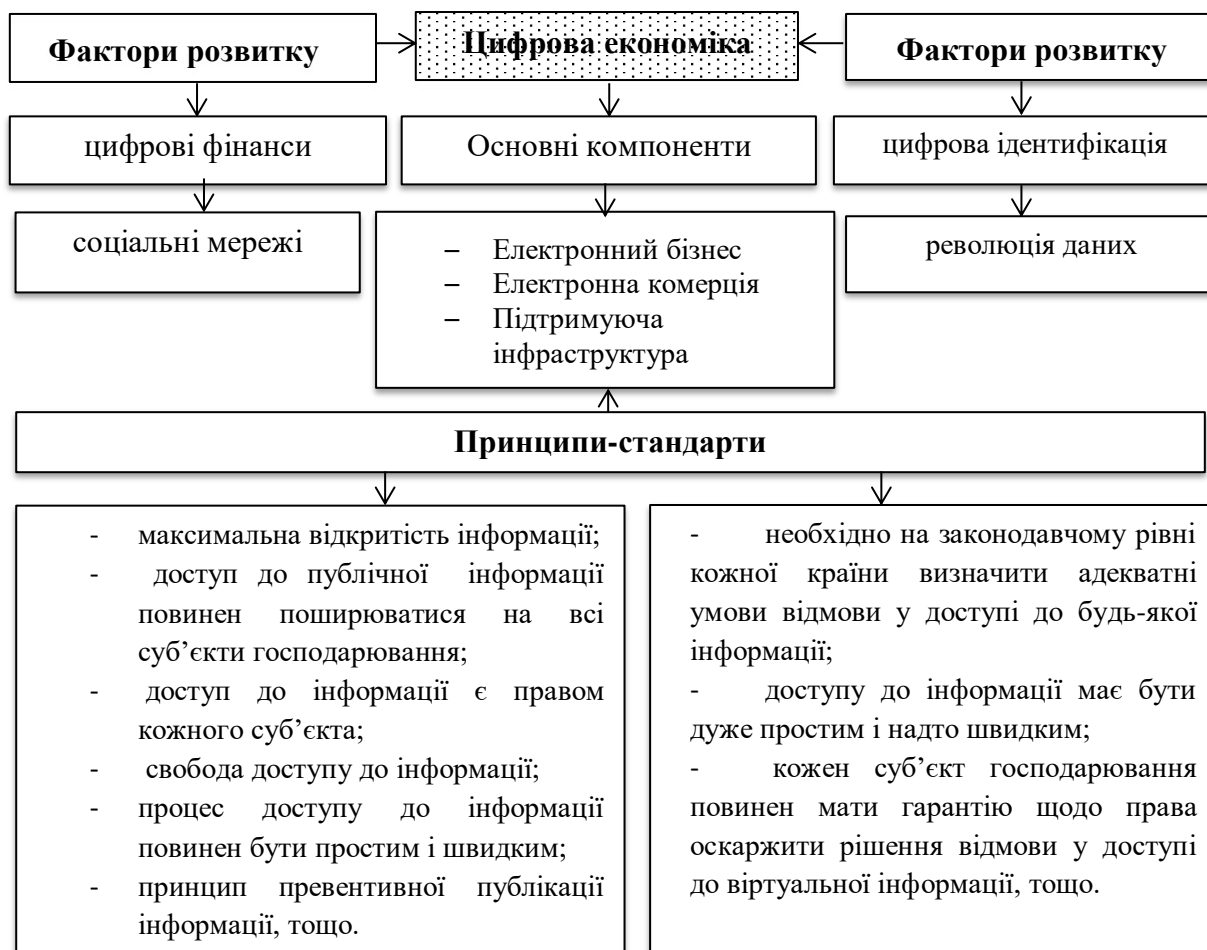 Фактори розвитку
Цифрова економіка
Фактори розвитку
цифрові фінанси
Основні компоненти
цифрова ідентифікація
соціальні мережі
– Електронний бізнес
– Електронна комерція
– Підтримуюча
інфраструктура
революція даних
Принципи-стандарти
- максимальна відкритість інформації;
- доступ до публічної інформації
повинен поширюватися на всі
суб’єкти господарювання;
- доступ до інформації є правом
кожного суб’єкта;
- свобода доступу до інформації;
- процес доступу до інформації
повинен бути простим і швидким;
- принцип превентивної публікації
інформації, тощо.
- необхідно на законодавчому рівні
кожної країни визначити адекватні
умови відмови у доступі до будь-якої
інформації;
- доступу до інформації має бути
дуже простим і надто швидким;
- кожен суб’єкт господарювання
повинен мати гарантію щодо права
оскаржити рішення відмови у доступі
до віртуальної інформації, тощо.